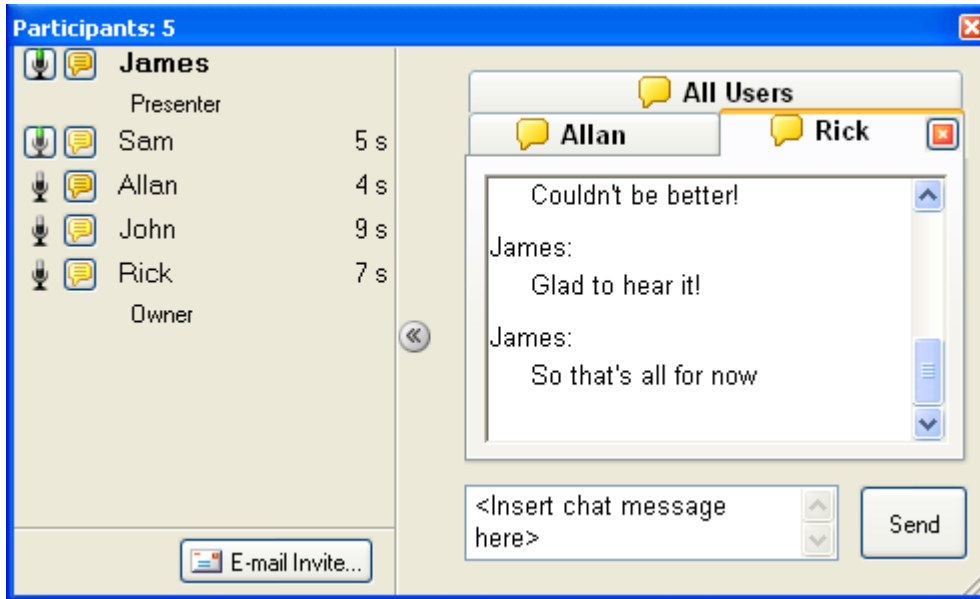 Participants: 5
James
Presenter
Sam 5 s
Allan 4 s
John 9 s
Rick 7 s
Owner
E-mail Invite...
All Users
Allan Rick
Couldn't be better!
James:
Glad to hear it!
James:
So that's all for now
<Insert chat message
here>
Send